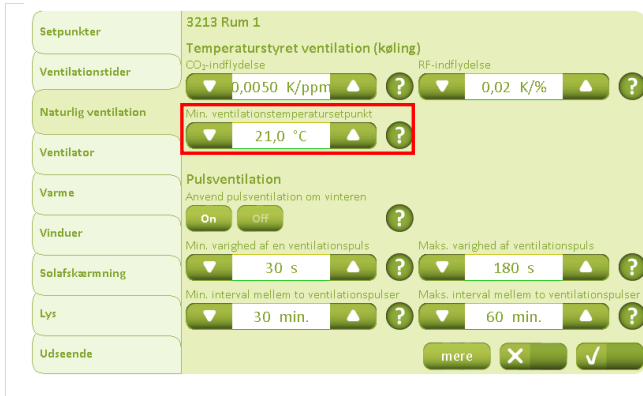 3213 Rum 1
Setpunkter
Ventilationstider
Naturlig ventilation
Ventilator
Varme
Vinduer
Solafskærmning
Lys
Udseende
Temperaturstyret ventilation (køling)
CO₂-indflydelse
RF-indflydelse
0,0050 K/ppm ?
0,02 K/% ?
Min. ventilationstemperatursetpunkt
21,0 °C ?
Pulsventilation
Anvend pulsventilation om vinteren
On Off ?
Min. varighed af en ventilationspuls
Maks. varighed af ventilationspuls
30 s ?
180 s ?
Min. interval mellem to ventilationspulser
Maks. interval mellem to ventilationspulser
30 min. ?
60 min. ?
mere